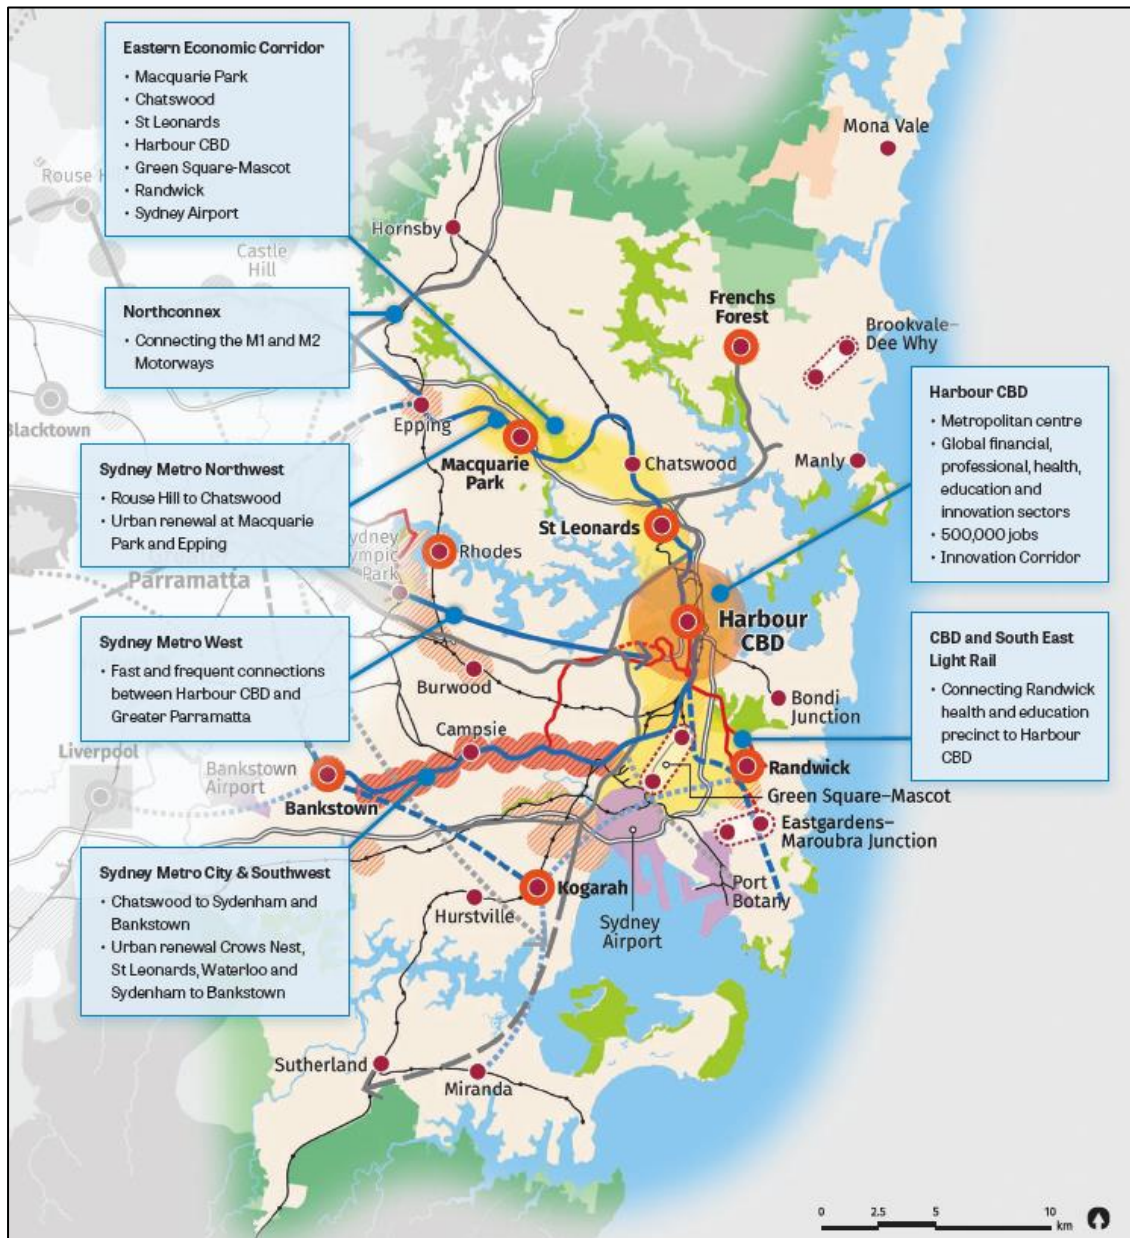 Eastern Economic Corridor
• Macquarie Park
• Chatswood
• St Leonards
• Harbour CBD
• Green Square-Mascot
• Randwick
• Sydney Airport
Mona Vale
Rouse H
Hornsby
Castle
Hill
Northconnex
• Connecting the M1 and M2
Motorways
Frenchs
Forest
Brookvale–
Dee Why
Blacktown
Epping
Macquarie
Park
Chatswood
Manly
Harbour CBD
• Metropolitan centre
• Global financial,
professional, health,
education and
innovation sectors
• 500,000 jobs
• Innovation Corridor
Sydney Metro Northwest
• Rouse Hill to Chatswood
• Urban renewal at Macquarie
Park and Epping
St Leonards
Sydney
Olympic
Park
Rhodes
Parramatta
Harbour
CBD
Sydney Metro West
• Fast and frequent connections
between Harbour CBD and
Greater Parramatta
CBD and South East
Light Rail
• Connecting Randwick
health and education
precinct to Harbour
CBD
Burwood
Bondi
Junction
Campsie
Liverpool
Bankstown
Airport
Bankstown
Randwick
Green Square–Mascot
Eastgardens–
Maroubra Junction
Sydney Metro City & Southwest
• Chatswood to Sydenham and
Bankstown
• Urban renewal Crows Nest,
St Leonards, Waterloo and
Sydenham to Bankstown
Kogarah
Hurstville
Port
Botany
Sydney
Airport
Sutherland
Miranda
0 2.5 5 10
km